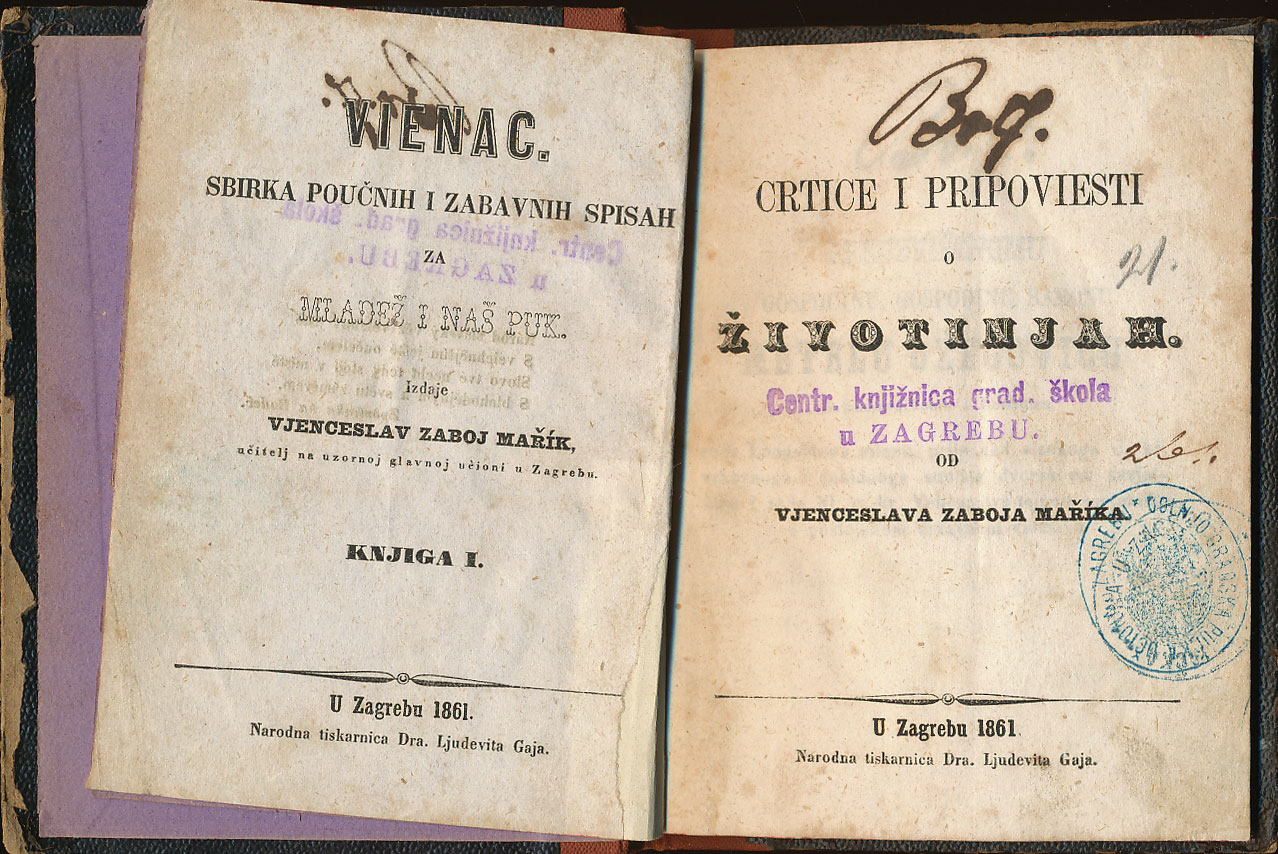 VIENAC.
SBIRKA POUČNIH I ZABAVNIH SPISAH
ZA
MLADEŽ I NAŠ PUK.
Izdaje
VJENCESLAV ZABOJ MAŘÍK,
učitelj na uzornoj glavnoj učioni u Zagrebu.
KNJIGA I.
U Zagrebu 1861.
Narodna tiskarnica Dra. Ljudevita Gaja.
CRTICE I PRIPOVIESTI
O
ŽIVOTINJAH.
21.
Centr. knjižnica grad. škola
u ZAGREBU.
OD
VJENCESLAVA ZABOJA MAŘÍKA.
U Zagrebu 1861
Narodna tiskarnica Dra. Ljudevita Gaja.